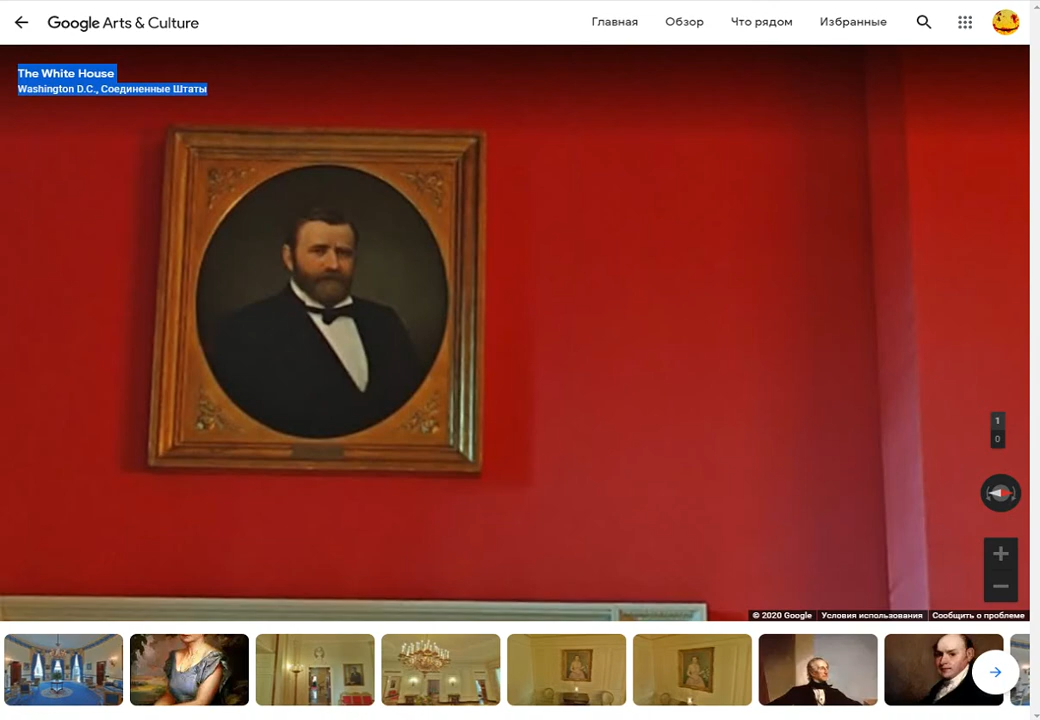 Google Arts & Culture
Главная Обзор Что рядом Избранные
The White House
Washington D.C., Соединенные Штаты
1
0
© 2020 Google Условия использования Сообщить о проблеме